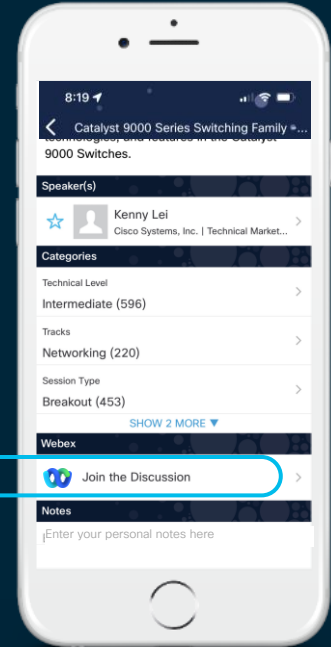 8:19
Catalyst 9000 Series Switching Family -...
technologies, and features in the Catalyst
9000 Switches.
Speaker(s)
Kenny Lei
Cisco Systems, Inc. | Technical Market...
Categories
Technical Level
Intermediate (596)
Tracks
Networking (220)
Session Type
Breakout (453)
SHOW 2 MORE ▼
Webex
Join the Discussion
Notes
Enter your personal notes here